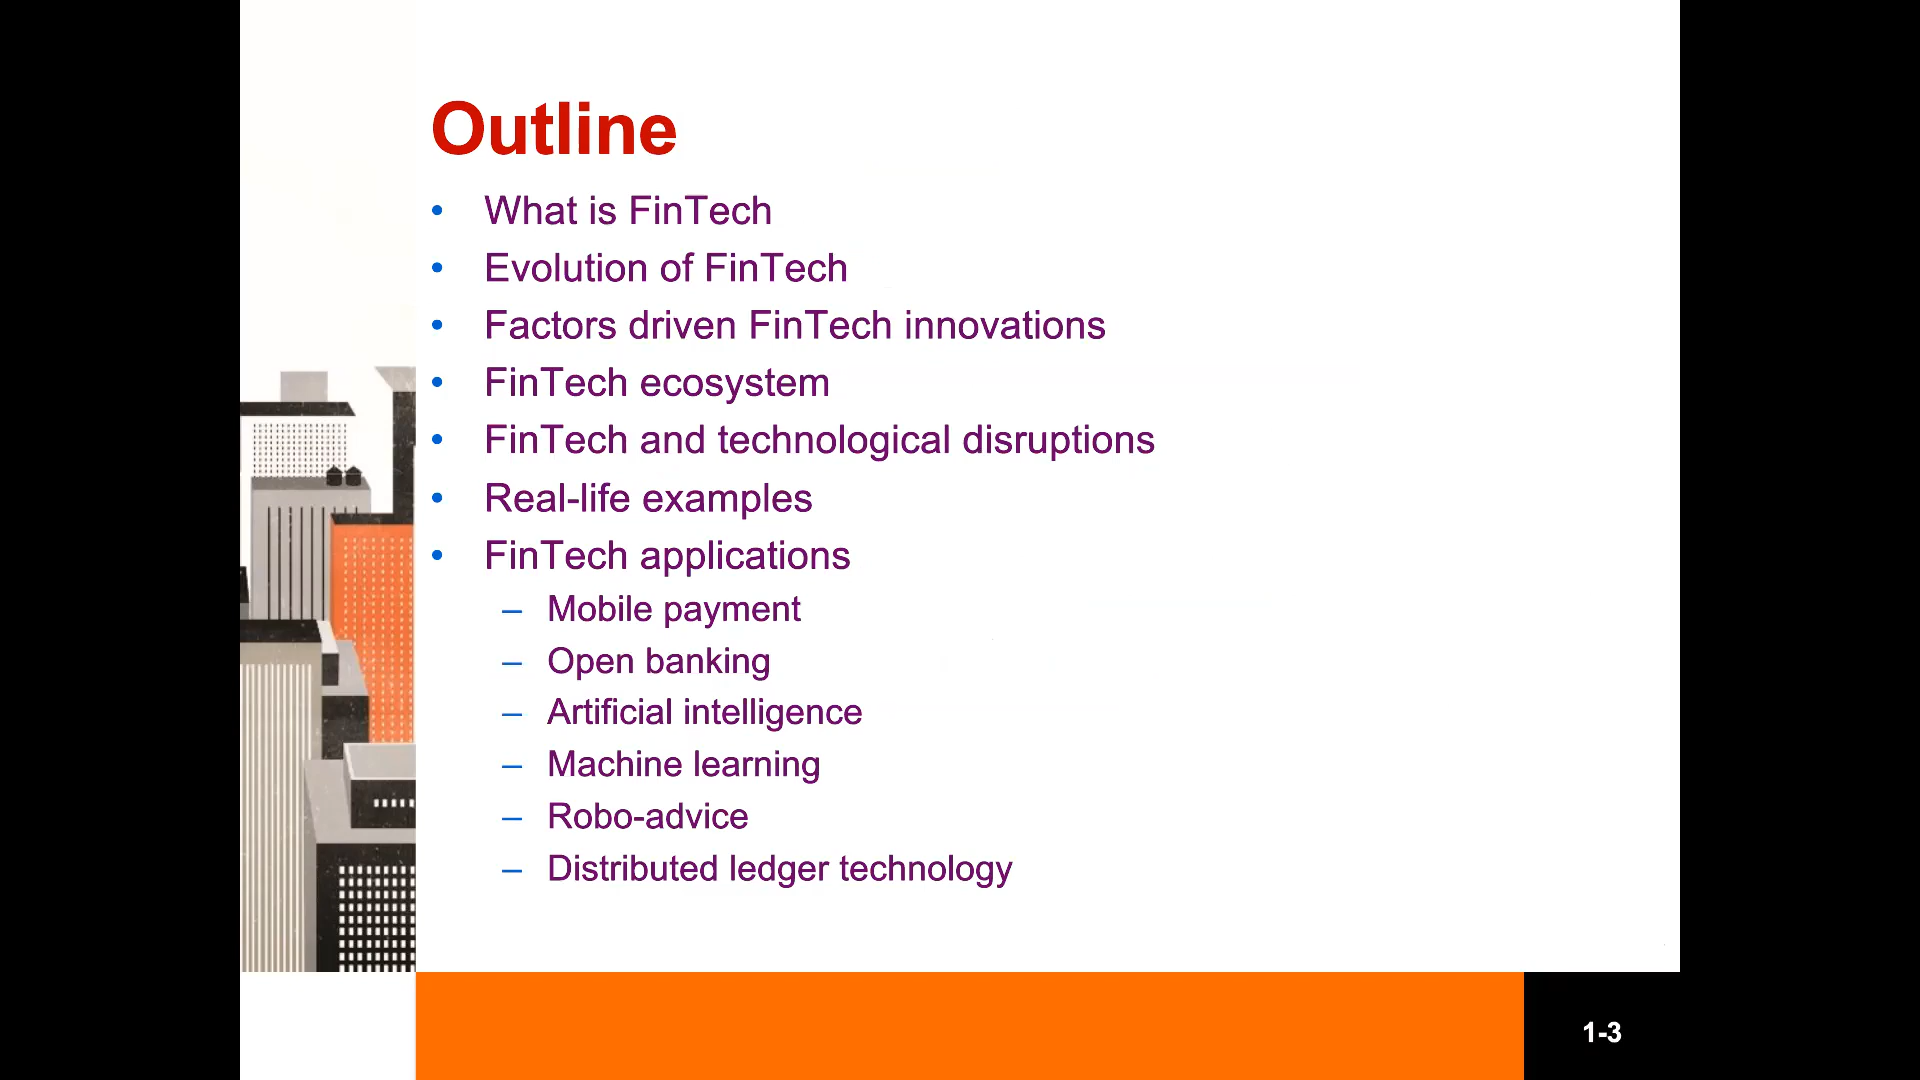 Outline
• What is FinTech
• Evolution of FinTech
• Factors driven FinTech innovations
• FinTech ecosystem
• FinTech and technological disruptions
• Real-life examples
• FinTech applications
– Mobile payment
– Open banking
– Artificial intelligence
– Machine learning
– Robo-advice
– Distributed ledger technology
1-3